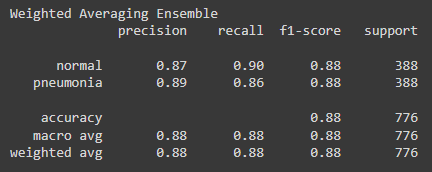 Weighted Averaging Ensemble
precision recall f1-score support
normal 0.87 0.90 0.88 388
pneumonia 0.89 0.86 0.88 388
accuracy 0.88 776
macro avg 0.88 0.88 0.88 776
weighted avg 0.88 0.88 0.88 776